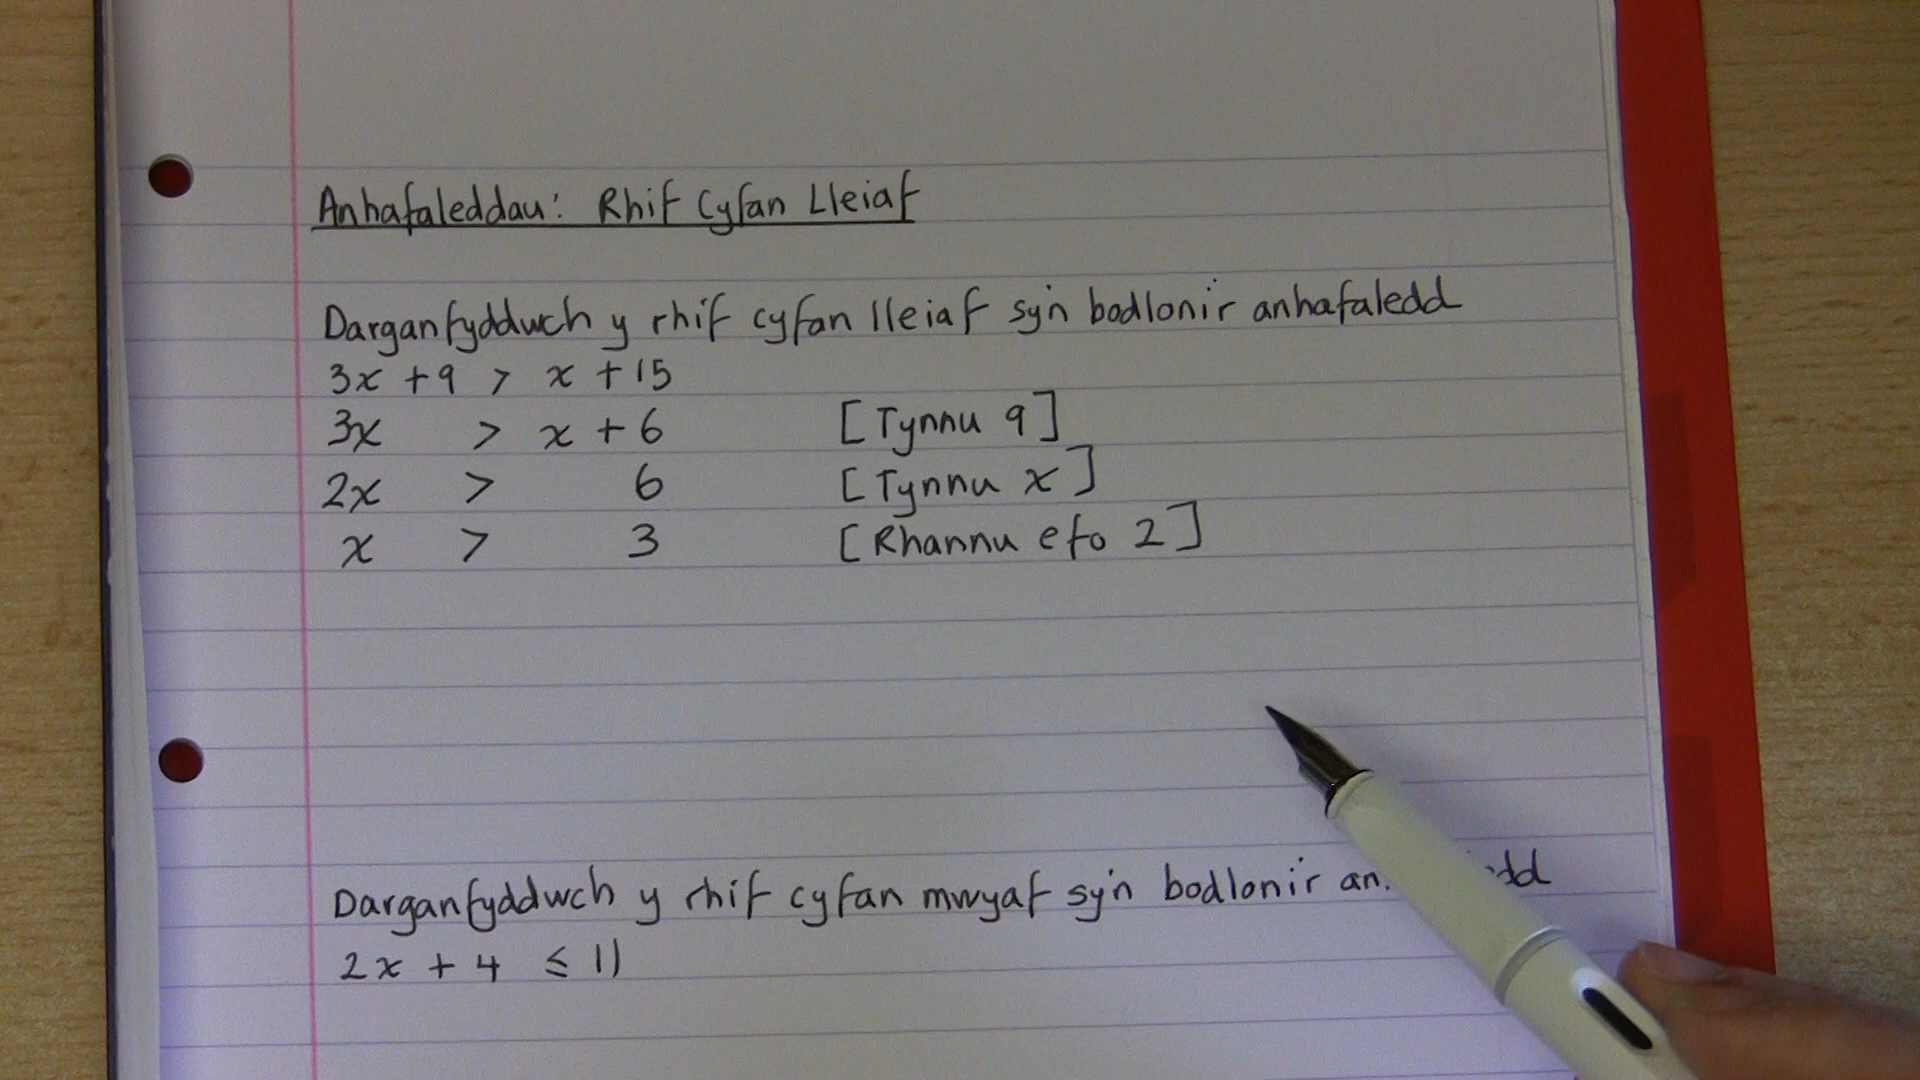 Anhafaleddau: Rhif Cyfan Lleiaf
Darganfyddwch y rhif cyfan lleiaf sy'n bodloni'r anhafaledd
3x + 9 > x + 15
3x > x + 6 [Tynnu 9]
2x > 6 [Tynnu x]
x > 3 [Rhannu efo 2]
Darganfyddwch y rhif cyfan mwyaf sy'n bodloni'r
2x + 4 ≤ 11